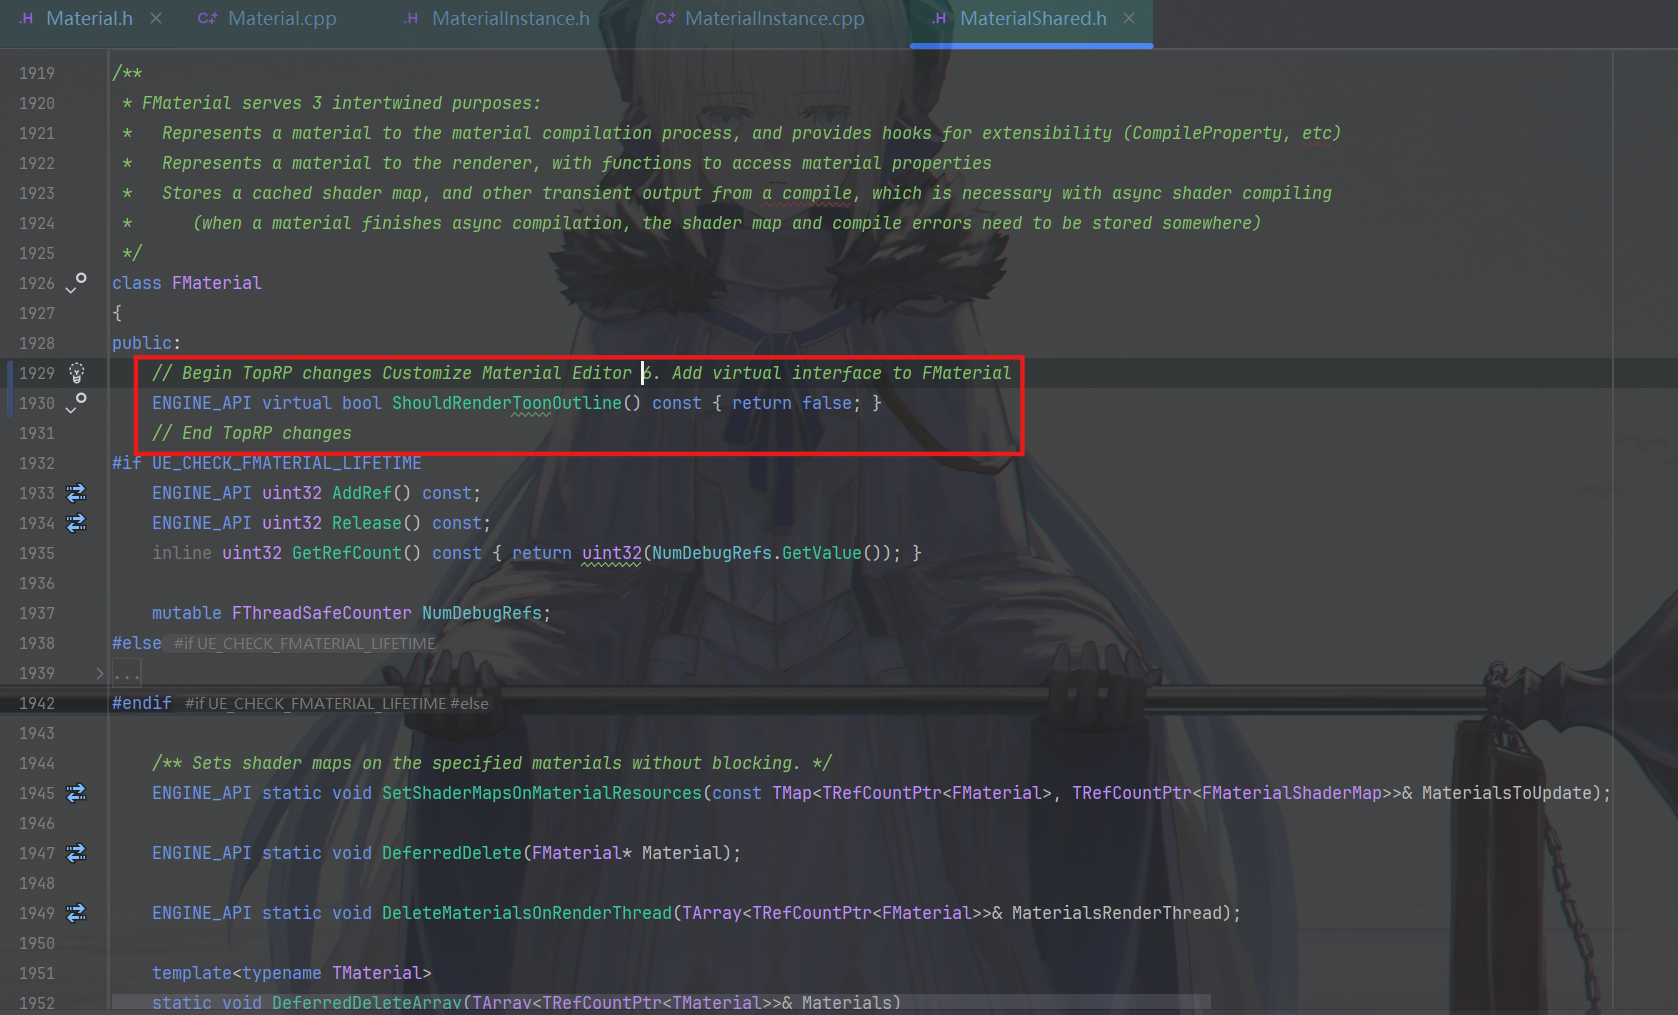 .H Material.h × C++ Material.cpp .H MaterialInstance.h C++ MaterialInstance.cpp .H MaterialShared.h ×
1919 /**
1920  * FMaterial serves 3 intertwined purposes:
1921  *   Represents a material to the material compilation process, and provides hooks for extensibility (CompileProperty, etc)
1922  *   Represents a material to the renderer, with functions to access material properties
1923  *   Stores a cached shader map, and other transient output from a compile, which is necessary with async shader compiling
1924  *      (when a material finishes async compilation, the shader map and compile errors need to be stored somewhere)
1925  */
1926 class FMaterial
1927 {
1928 public:
1929     // Begin TopRP changes Customize Material Editor 6. Add virtual interface to FMaterial
1930     ENGINE_API virtual bool ShouldRenderToonOutline() const { return false; }
1931     // End TopRP changes
1932 #if UE_CHECK_FMATERIAL_LIFETIME
1933     ENGINE_API uint32 AddRef() const;
1934     ENGINE_API uint32 Release() const;
1935     inline uint32 GetRefCount() const { return uint32(NumDebugRefs.GetValue()); }
1936
1937     mutable FThreadSafeCounter NumDebugRefs;
1938 #else #if UE_CHECK_FMATERIAL_LIFETIME
1939 ...
1942 #endif #if UE_CHECK_FMATERIAL_LIFETIME #else
1943
1944     /** Sets shader maps on the specified materials without blocking. */
1945     ENGINE_API static void SetShaderMapsOnMaterialResources(const TMap<TRefCountPtr<FMaterial>, TRefCountPtr<FMaterialShaderMap>>& MaterialsToUpdate);
1946
1947     ENGINE_API static void DeferredDelete(FMaterial* Material);
1948
1949     ENGINE_API static void DeleteMaterialsOnRenderThread(TArray<TRefCountPtr<FMaterial>>& MaterialsRenderThread);
1950
1951     template<typename TMaterial>
1952     static void DeferredDeleteArray(TArray<TRefCountPtr<TMaterial>>& Materials)